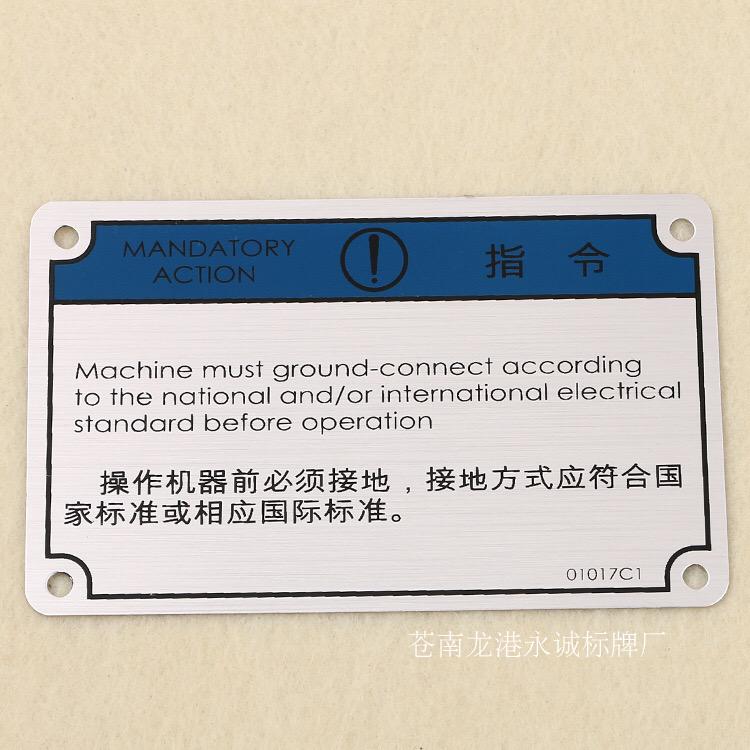 MANDATORY
ACTION
指令
Machine must ground-connect according
to the national and/or international electrical
standard before operation
操作机器前必须接地，接地方式应符合国
家标准或相应国际标准。
01017C1
苍南龙港永诚标牌厂